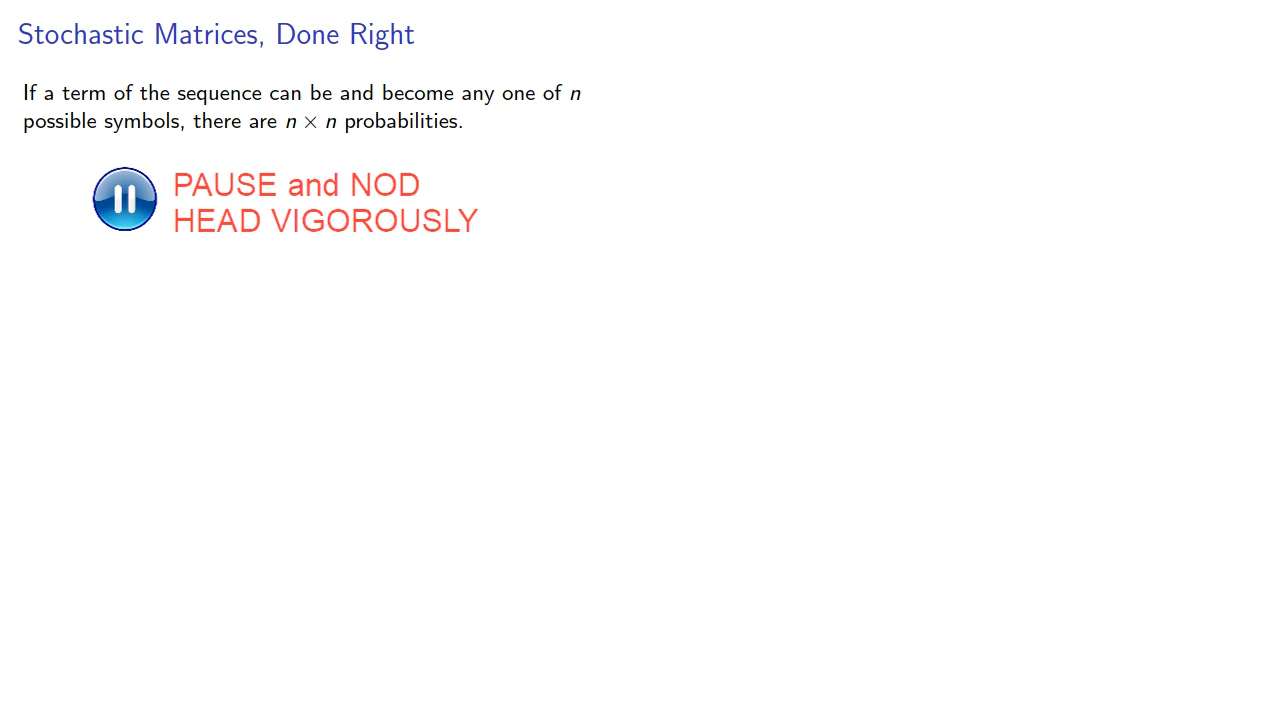 Stochastic Matrices, Done Right
If a term of the sequence can be and become any one of n
possible symbols, there are n × n probabilities.
PAUSE and NOD
HEAD VIGOROUSLY